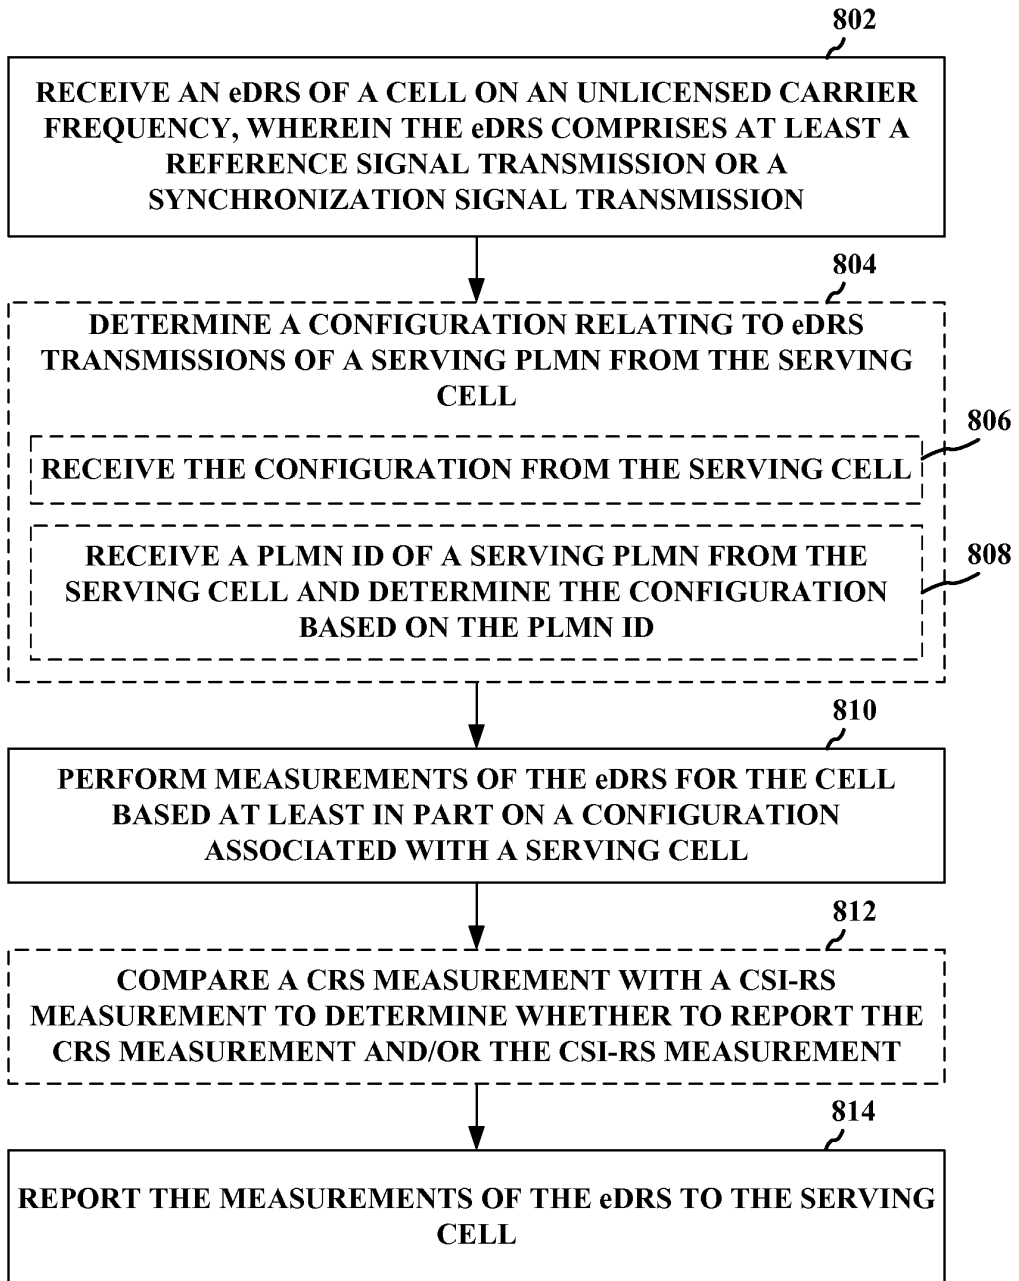 802
RECEIVE AN eDRS OF A CELL ON AN UNLICENSED CARRIER
FREQUENCY, WHEREIN THE eDRS COMPRISES AT LEAST A
REFERENCE SIGNAL TRANSMISSION OR A
SYNCHRONIZATION SIGNAL TRANSMISSION
804
DETERMINE A CONFIGURATION RELATING TO eDRS
TRANSMISSIONS OF A SERVING PLMN FROM THE SERVING
CELL
806
RECEIVE THE CONFIGURATION FROM THE SERVING CELL
808
RECEIVE A PLMN ID OF A SERVING PLMN FROM THE
SERVING CELL AND DETERMINE THE CONFIGURATION
BASED ON THE PLMN ID
810
PERFORM MEASUREMENTS OF THE eDRS FOR THE CELL
BASED AT LEAST IN PART ON A CONFIGURATION
ASSOCIATED WITH A SERVING CELL
812
COMPARE A CRS MEASUREMENT WITH A CSI-RS
MEASUREMENT TO DETERMINE WHETHER TO REPORT THE
CRS MEASUREMENT AND/OR THE CSI-RS MEASUREMENT
814
REPORT THE MEASUREMENTS OF THE eDRS TO THE SERVING
CELL